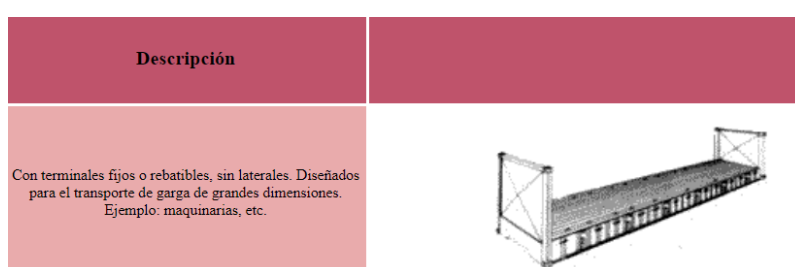 Descripción
Con terminales fijos o rebatibles, sin laterales. Diseñados
para el transporte de garga de grandes dimensiones.
Ejemplo: maquinarias, etc.